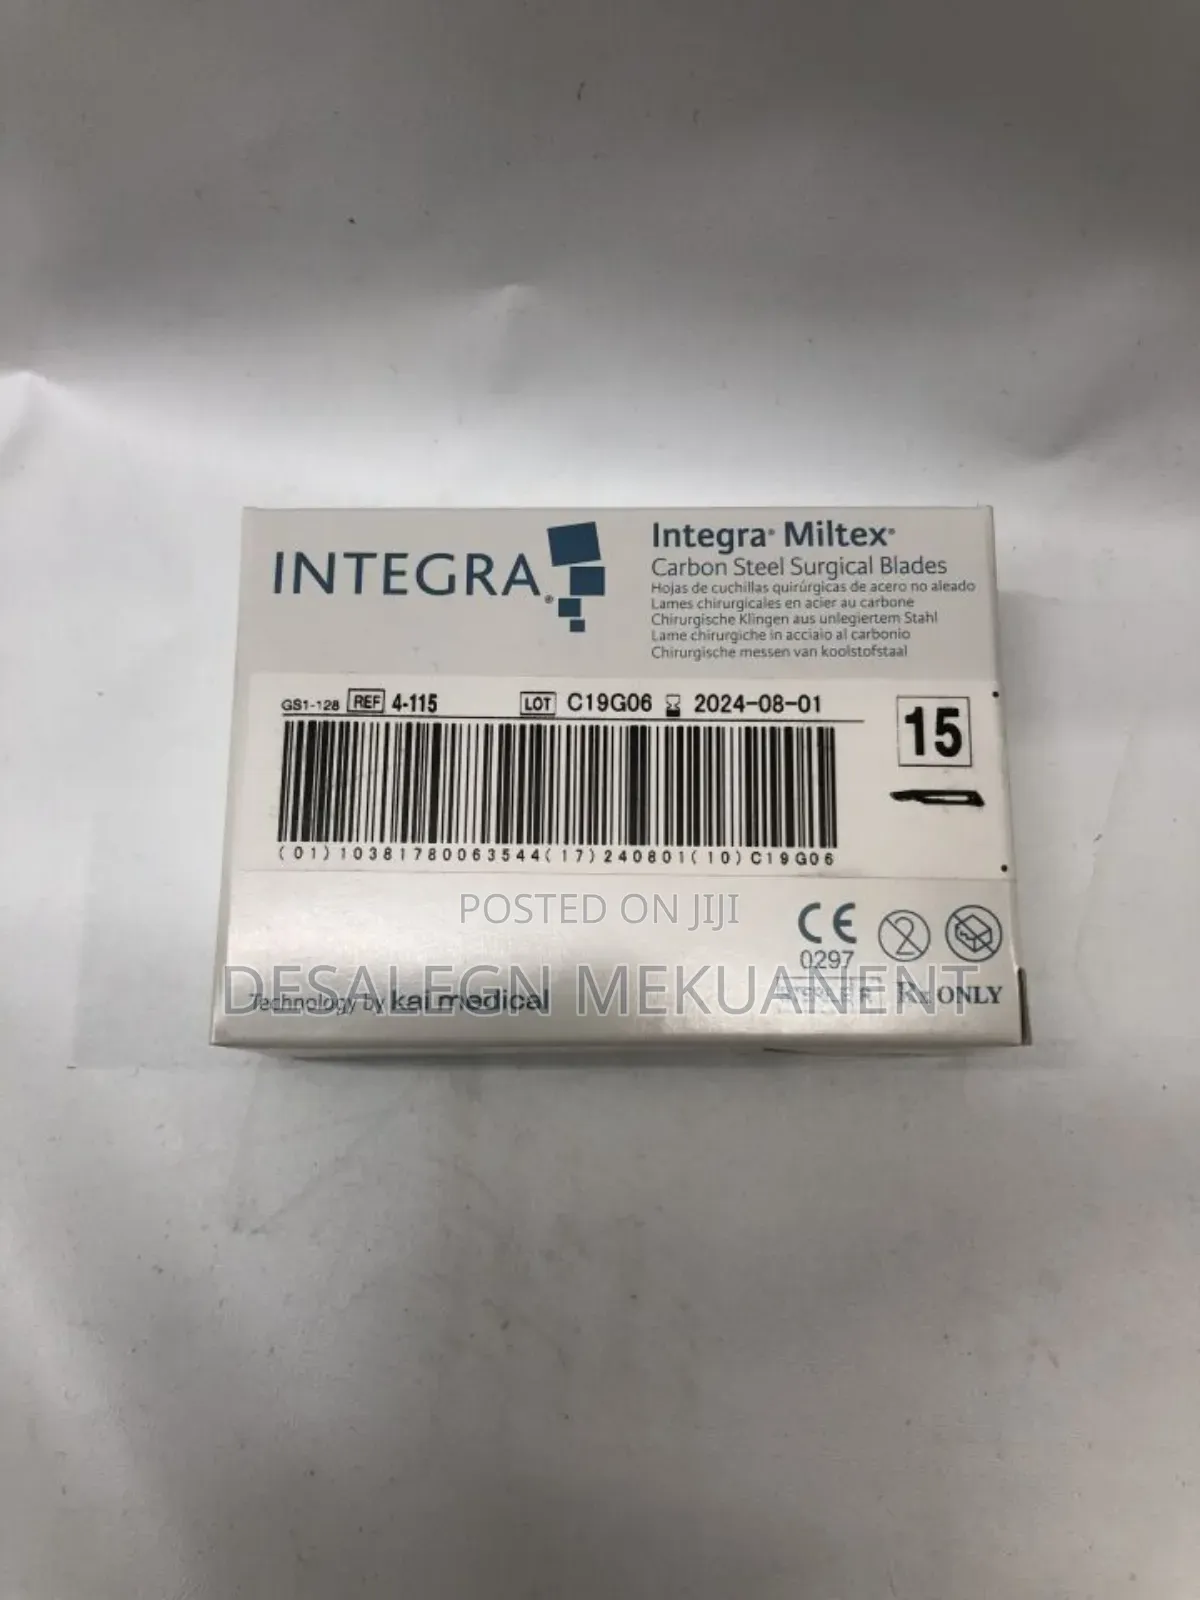 INTEGRA®
Integra® Miltex®
Carbon Steel Surgical Blades
Hojas de cuchillas quirúrgicas de acero no aleado
Lames chirurgicales en acier au carbone
Chirurgische Klingen aus unlegiertem Stahl
Lame chirurgiche in acciaio al carbonio
Chirurgische messen van koolstofstaal
GS1-128 REF 4-115 LOT C19G06 2024-08-01
15
(01)10381780063544(17)240801(10)C19G06
POSTED ON JIJI
CE
0297
2
DESALEGN MEKUANENT
Technology by kai medical
STERILE R
Rx ONLY